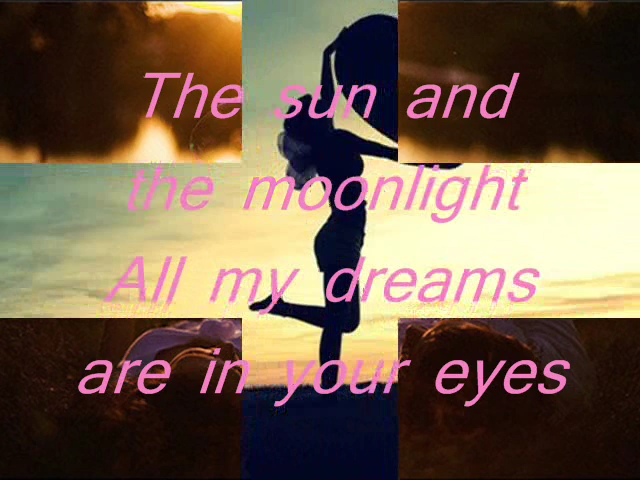 The sun and
the moonlight
All my dreams
are in your eyes